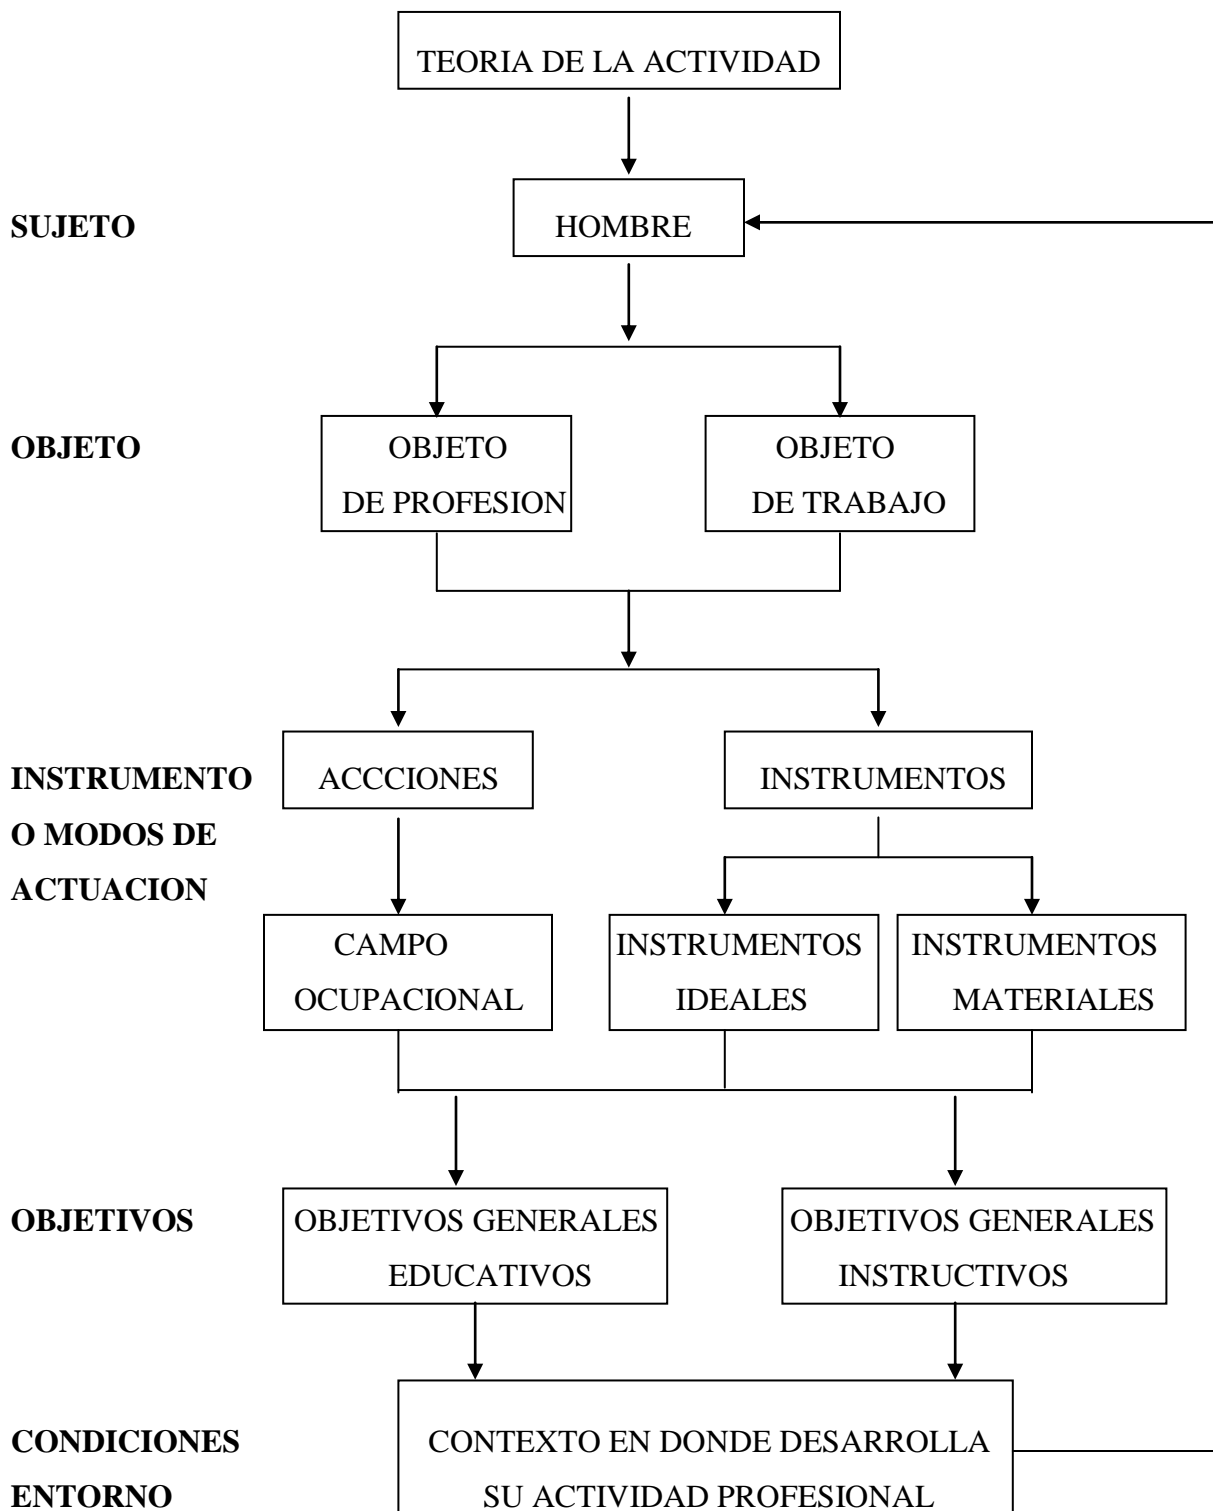 TEORIA DE LA ACTIVIDAD
SUJETO
HOMBRE
OBJETO
OBJETO
DE PROFESION
OBJETO
DE TRABAJO
INSTRUMENTO
O MODOS DE
ACTUACION
ACCCIONES
INSTRUMENTOS
CAMPO
OCUPACIONAL
INSTRUMENTOS
IDEALES
INSTRUMENTOS
MATERIALES
OBJETIVOS
OBJETIVOS GENERALES
EDUCATIVOS
OBJETIVOS GENERALES
INSTRUCTIVOS
CONDICIONES
ENTORNO
CONTEXTO EN DONDE DESARROLLA
SU ACTIVIDAD PROFESIONAL